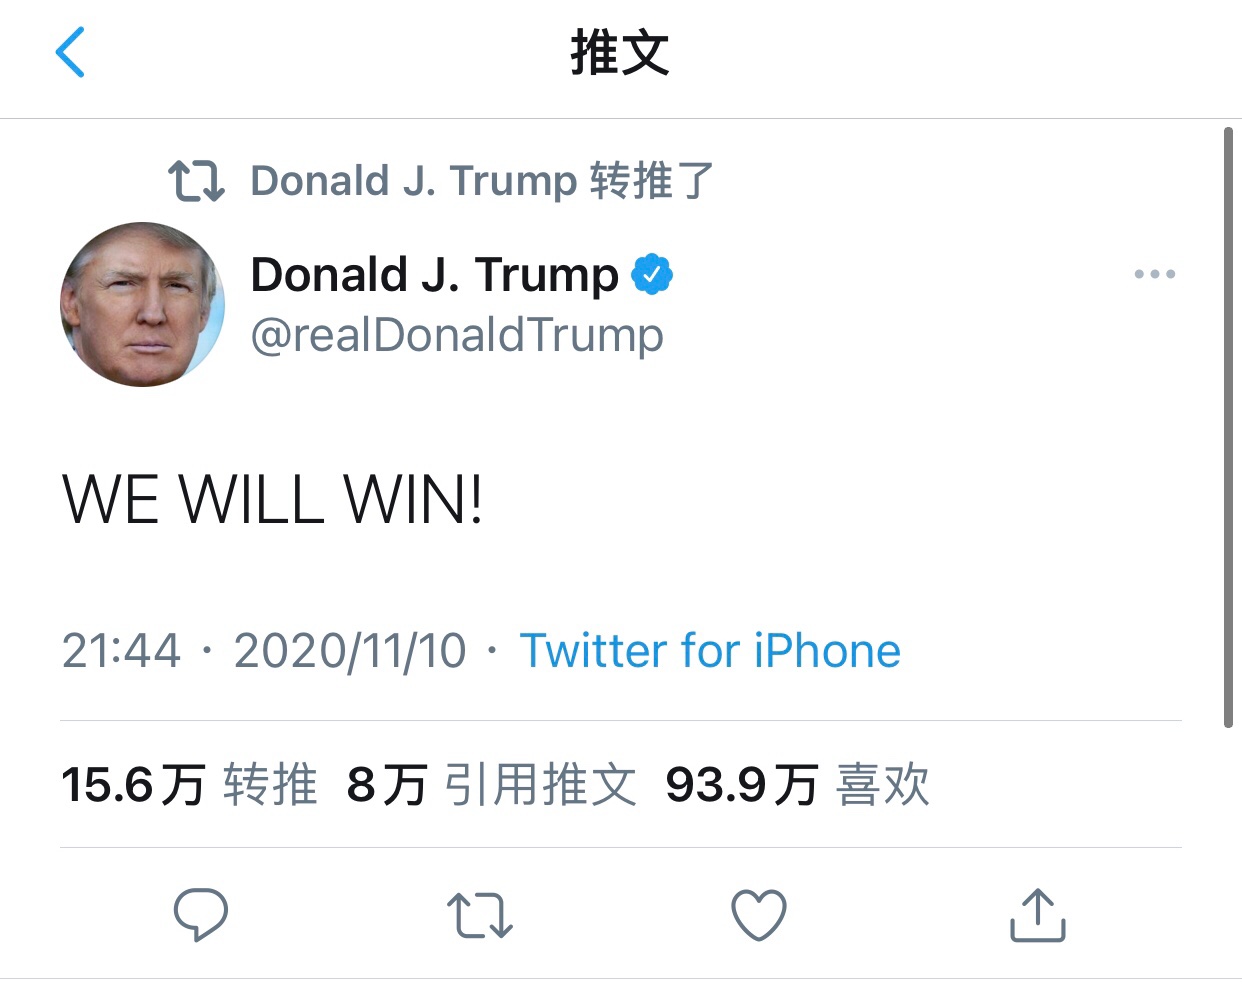 推文
Donald J. Trump 转推了
Donald J. Trump
@realDonaldTrump
WE WILL WIN!
21:44 · 2020/11/10 · Twitter for iPhone
15.6万 转推 8万 引用推文 93.9万 喜欢